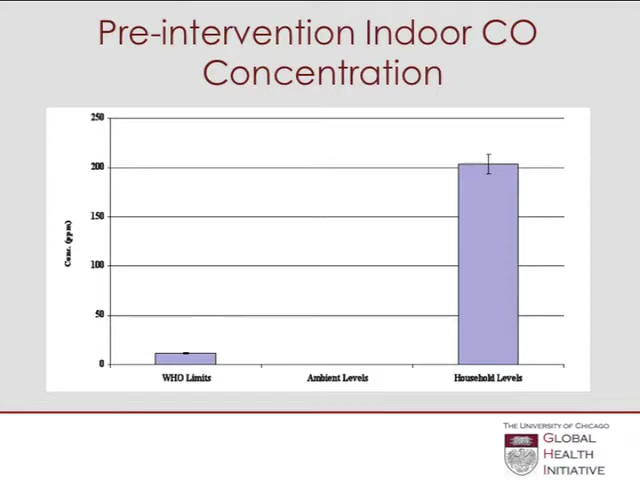 Pre-intervention Indoor CO
Concentration
250
200
150
100
50
0
Conc. (ppm)
WHO Limits
Ambient Levels
Household Levels
THE UNIVERSITY OF CHICAGO
GLOBAL
HEALTH
INITIATIVE